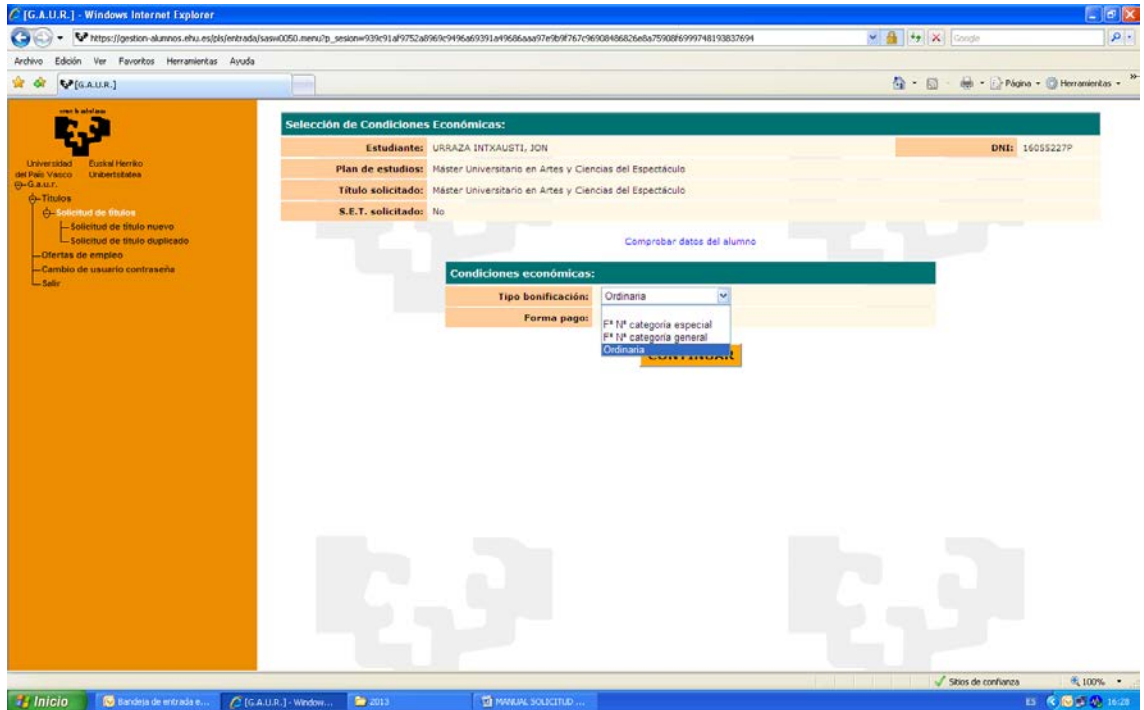 [G.A.U.R.] - Windows Internet Explorer
Google
Archivo Edición Ver Favoritos Herramientas Ayuda
[G.A.U.R.]
Página Herramientas
Universidad del País Vasco
Euskal Herriko Unibertsitatea
G.a.u.r.
Títulos
Solicitud de títulos
Solicitud de título nuevo
Solicitud de título duplicado
Ofertas de empleo
Cambio de usuario contraseña
Salir
Selección de Condiciones Económicas:
Estudiante: URRAZA INTXAUSTI, JON DNI: 16055227P
Plan de estudios: Máster Universitario en Artes y Ciencias del Espectáculo
Título solicitado: Máster Universitario en Artes y Ciencias del Espectáculo
S.E.T. solicitado: No
Comprobar datos del alumno
Condiciones económicas:
Tipo bonificación: Ordinaria
Forma pago:
Fª Nª categoría especial
Fª Nª categoría general
Ordinaria
CONTINUAR
Sitios de confianza 100%
Inicio
Bandeja de entrada e...
[G.A.U.R.] - Window...
2013
MANUAL SOLICITUD ...
ES 16:28